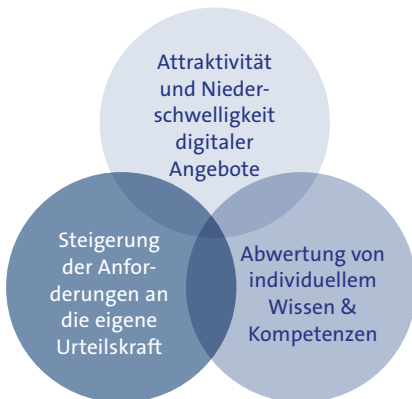 Attraktivität
und Nieder-
schwelligkeit
digitaler
Angebote
Steigerung
der Anfor-
derungen an
die eigene
Urteilskraft
Abwertung von
individuellem
Wissen &
Kompetenzen